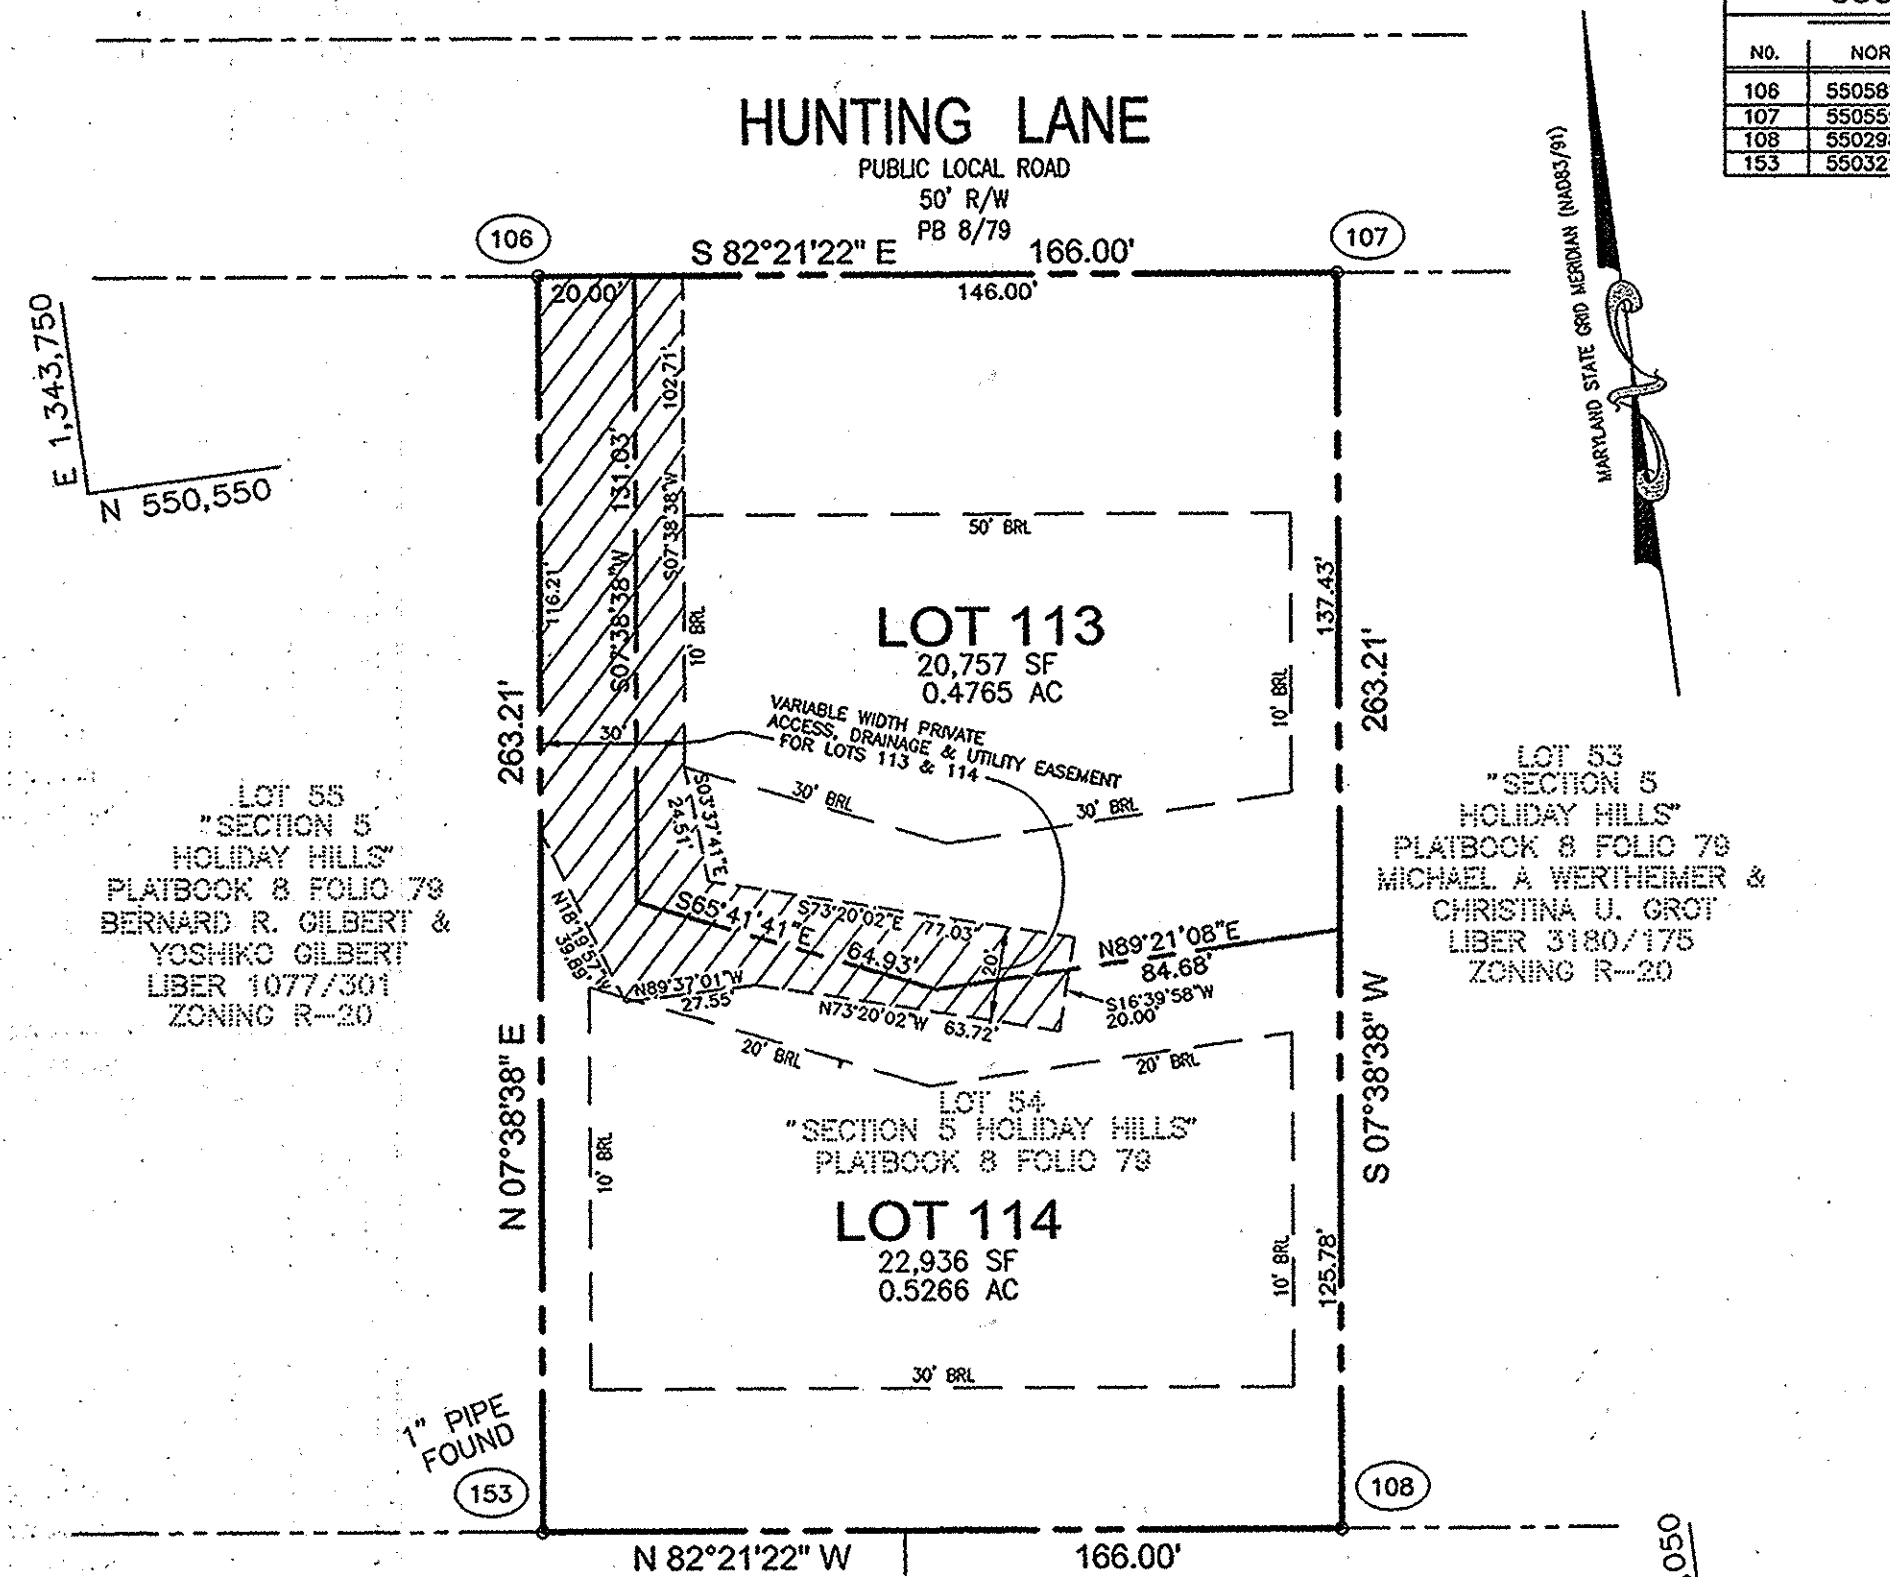 HUNTING LANE
PUBLIC LOCAL ROAD
50' R/W
PB 8/79
NO.
106
107
108
153
MARYLAND STATE GRID MERIDIAN (NAD83/91)
106
S 82°21'22" E
166.00'
107
20.00'
146.00'
E 1,343,750
N 550,550
102.71'
S07°38'38"W
131.03'
S07°38'38"W
116.21'
50' BRL
10' BRL
137.43'
LOT 113
20,757 SF
0.4765 AC
10' BRL
263.21'
263.21'
30'
VARIABLE WIDTH PRIVATE
ACCESS, DRAINAGE & UTILITY EASEMENT
FOR LOTS 113 & 114
30' BRL
30' BRL
LOT 55
"SECTION 5
HOLIDAY HILLS"
PLATBOOK 8 FOLIO 79
BERNARD R. GILBERT &
YOSHIKO GILBERT
LIBER 1077/301
ZONING R-20
LOT 53
"SECTION 5
HOLIDAY HILLS"
PLATBOOK 8 FOLIO 79
MICHAEL A WERTHEIMER &
CHRISTINA U. GROT
LIBER 3180/175
ZONING R-20
S03°37'41"E
24.51'
S65°41'41"E
64.93'
S73°20'02"E
77.03'
20'
N89°21'08"E
84.68'
N18°19'57"W
39.89'
N89°37'01"W
27.55
N73°20'02"W
63.72'
S16°39'58"W
20.00'
20' BRL
20' BRL
N 07°38'38" E
S 07°38'38" W
LOT 54
"SECTION 5 HOLIDAY HILLS"
PLATBOOK 8 FOLIO 79
10' BRL
LOT 114
22,936 SF
0.5266 AC
10' BRL
125.78'
30' BRL
1" PIPE
FOUND
153
108
N 82°21'22" W
166.00'